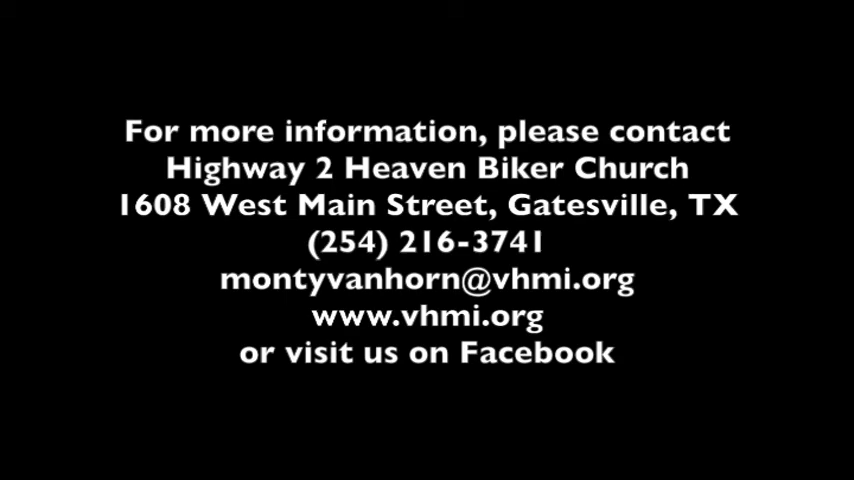 For more information, please contact
Highway 2 Heaven Biker Church
1608 West Main Street, Gatesville, TX
(254) 216-3741
montyvanhorn@vhmi.org
www.vhmi.org
or visit us on Facebook